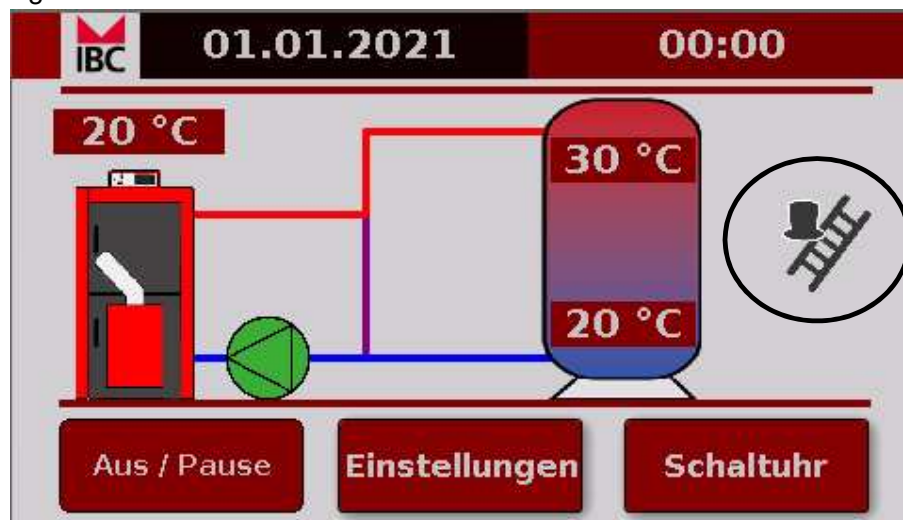 IBC 01.01.2021 00:00
20 °C
30 °C
20 °C
Aus / Pause Einstellungen Schaltuhr